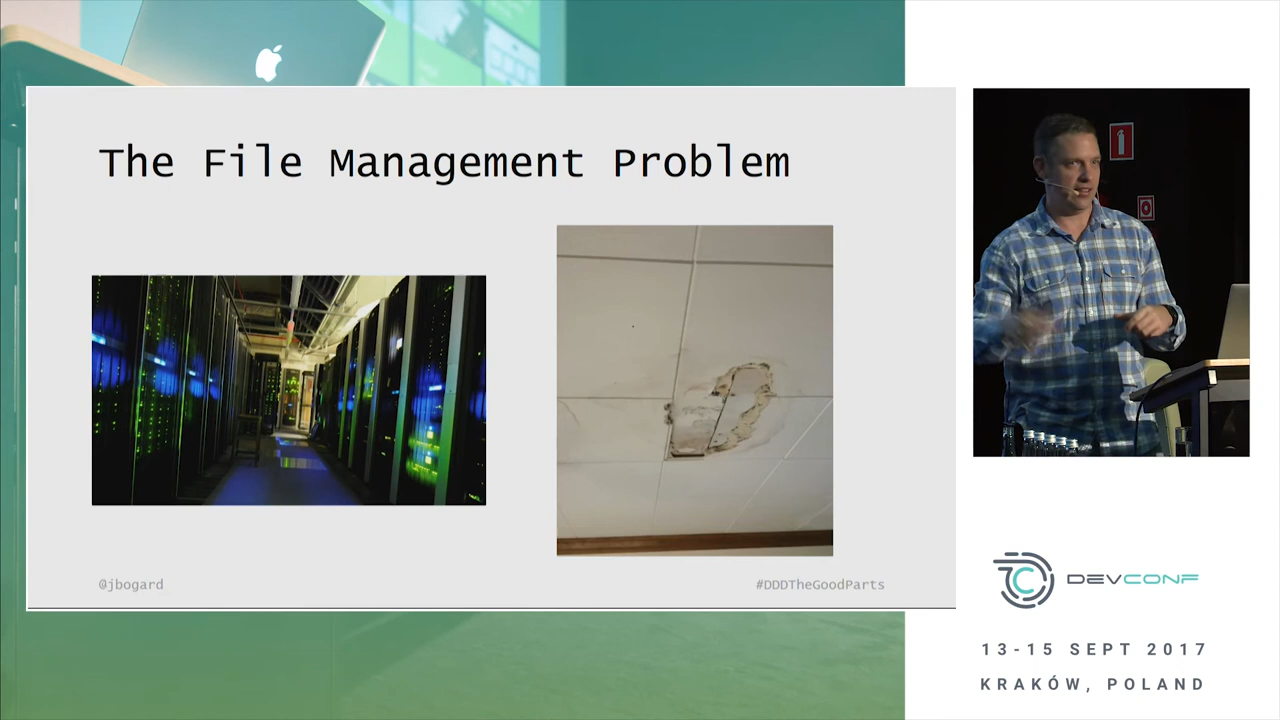 The File Management Problem
@jbogard
#DDDTheGoodParts
DEVCONF
13-15 SEPT 2017
KRAKÓW, POLAND